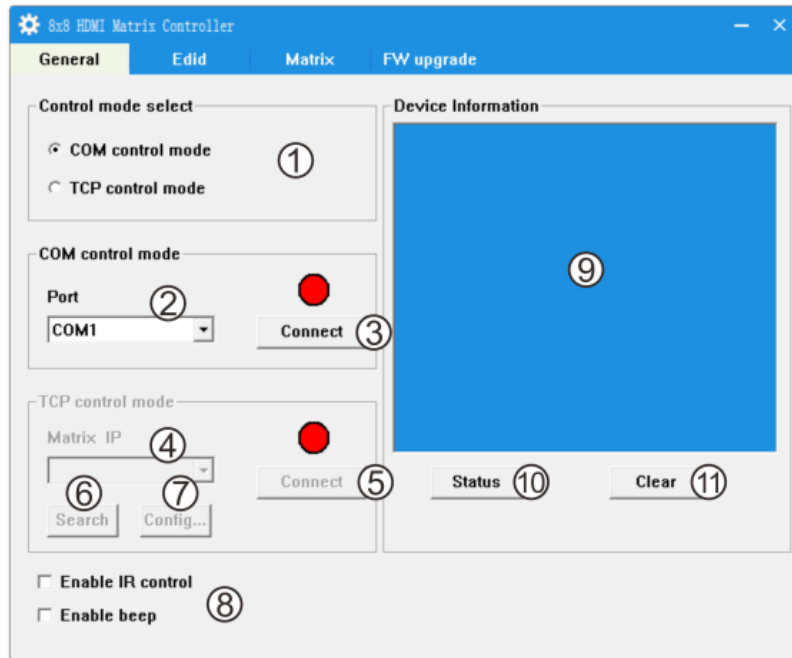 8x8 HDMI Matrix Controller
General Edid Matrix FW upgrade
Control mode select
COM control mode
TCP control mode
①
COM control mode
Port
②
COM1
Connect
③
TCP control mode
Matrix IP
④
Connect
⑤
⑥
⑦
Search
Config...
Enable IR control
Enable beep
⑧
Device Information
⑨
Status
⑩
Clear
⑪